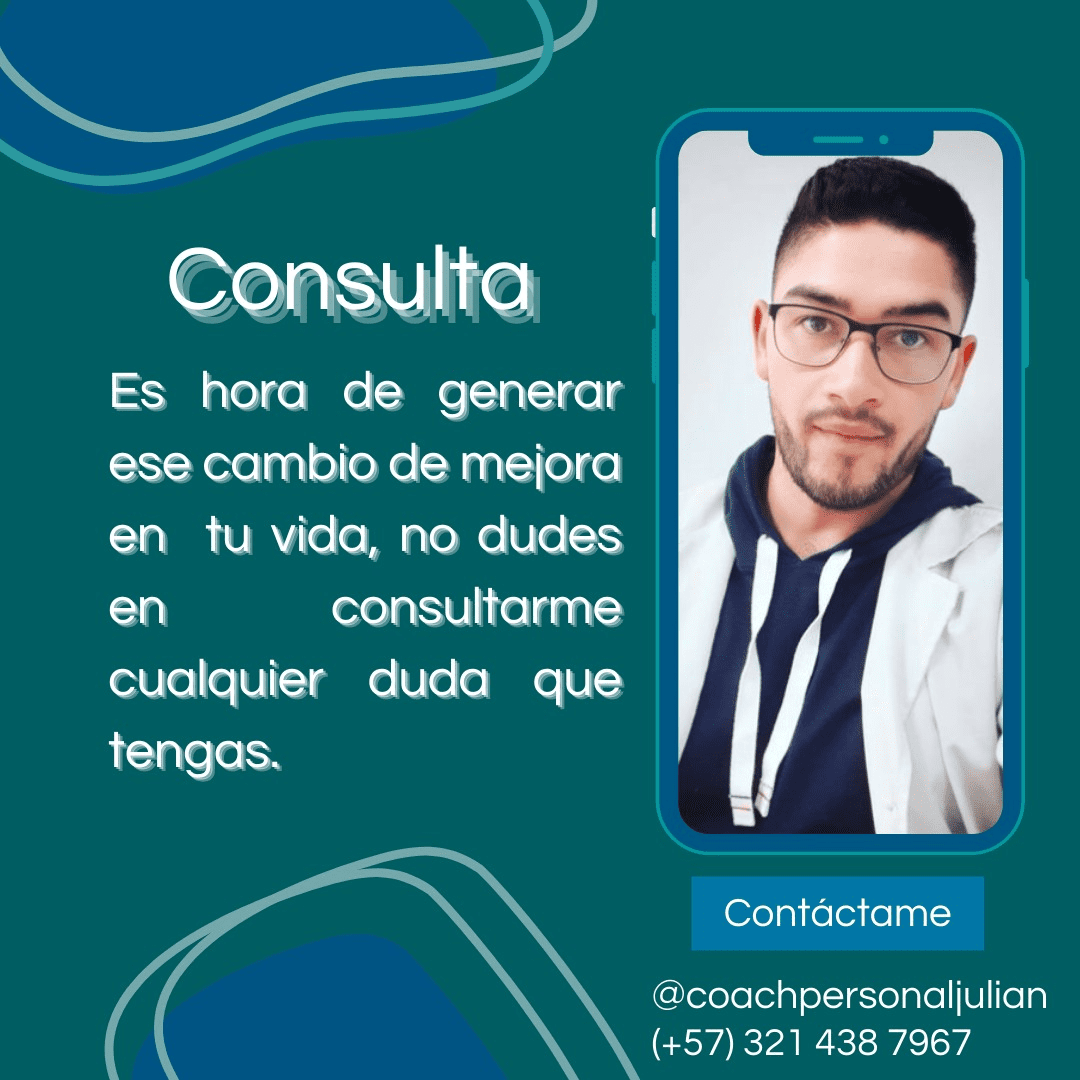 Consulta
Es hora de generar
ese cambio de mejora
en tu vida, no dudes
en consultarme
cualquier duda que
tengas.
Contáctame
@coachpersonaljulian
(+57) 321 438 7967